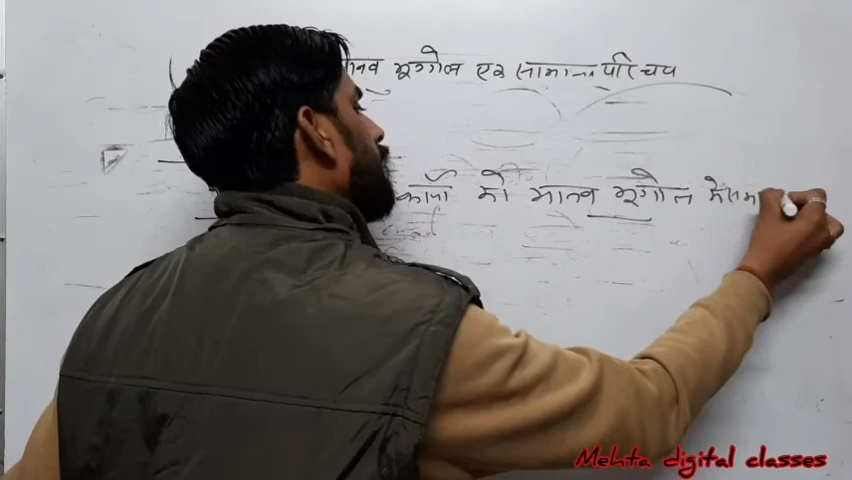 मानव भूगोल एक सामान्य परिचय
को मानव भूगोल में
Mehta digital classes